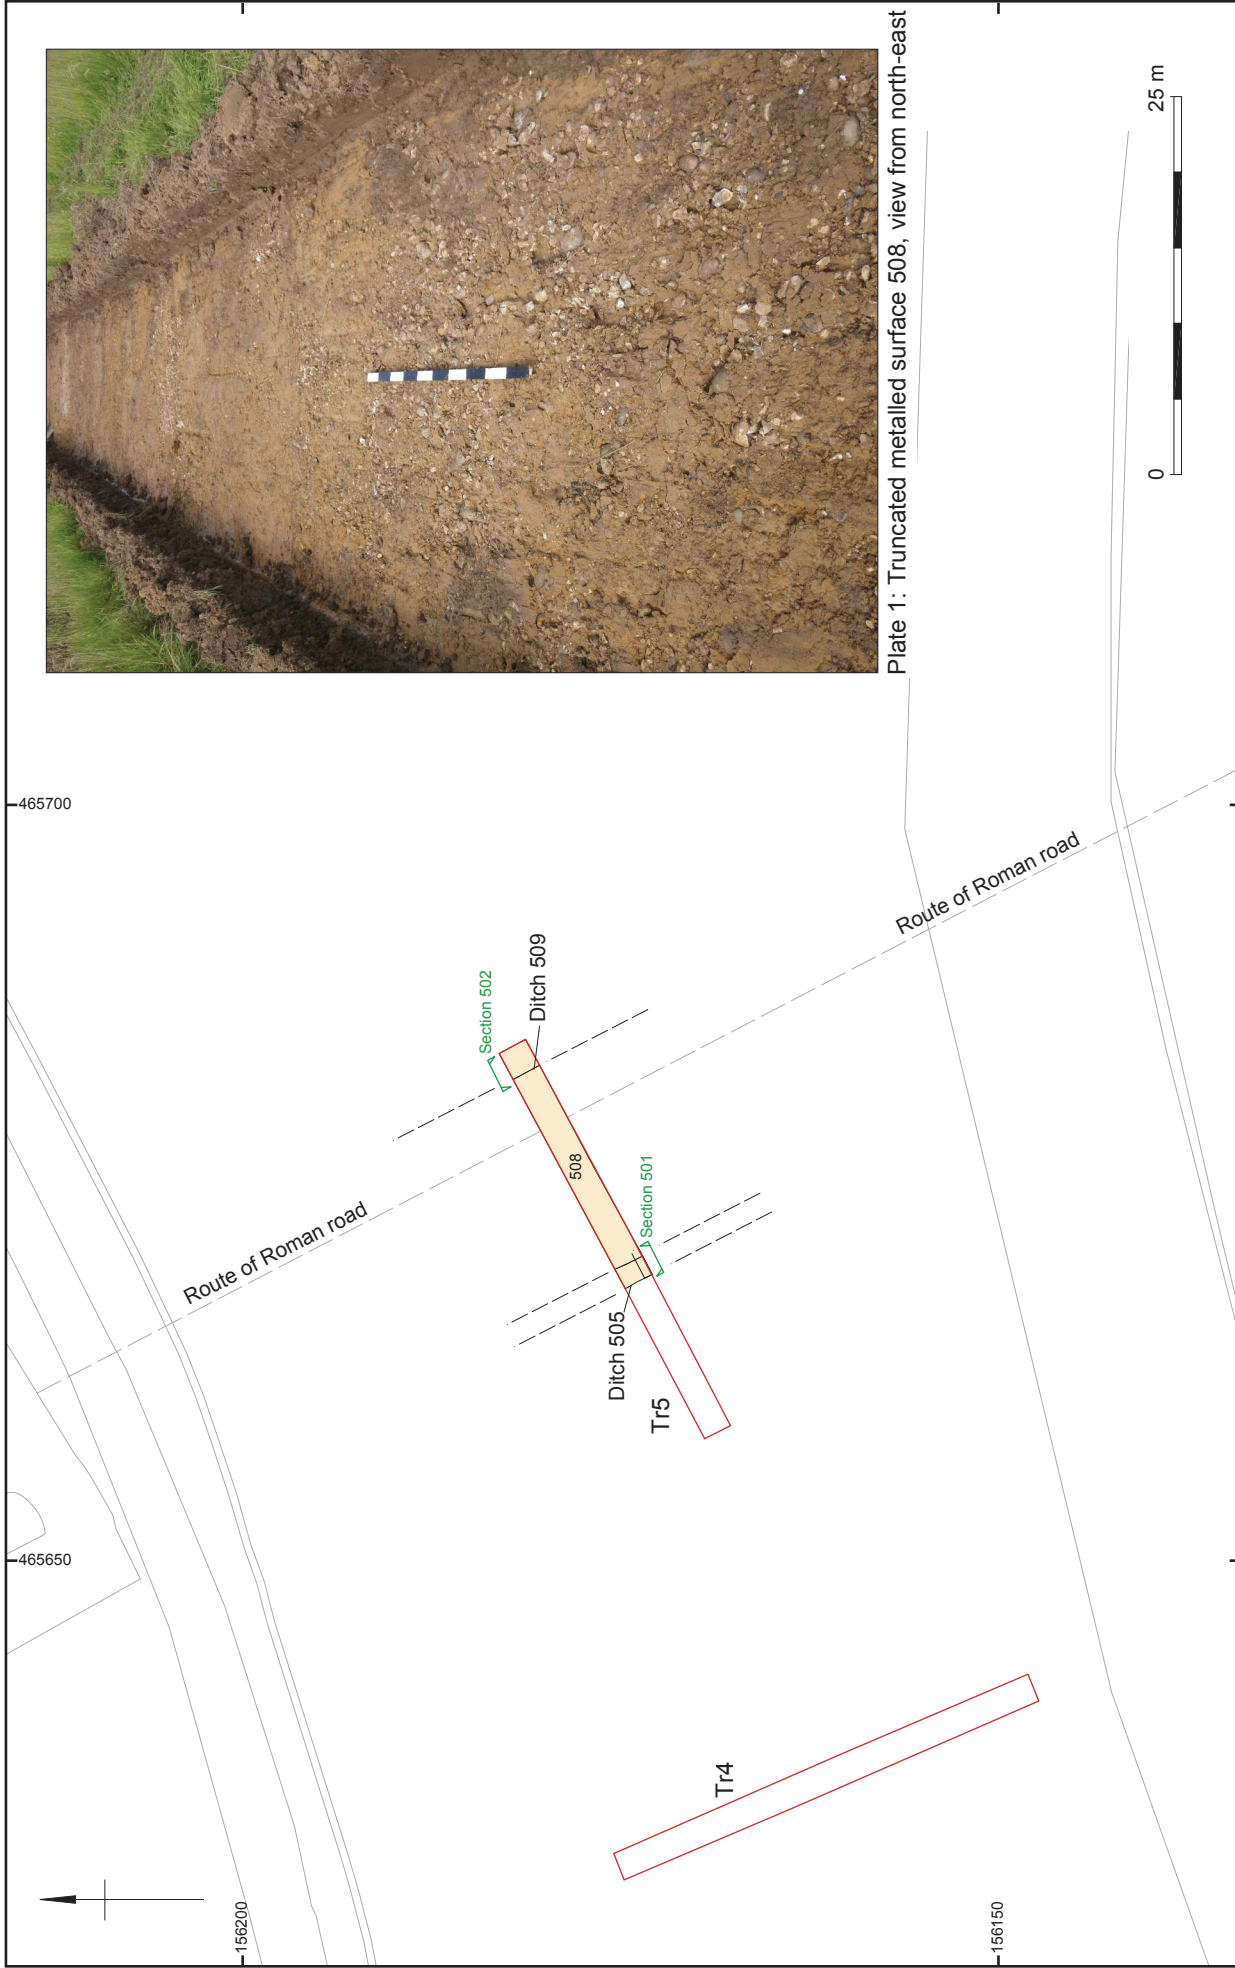 465700
465650
156200
156150
Route of Roman road
Route of Roman road
Section 502
Ditch 509
508
Section 501
Ditch 505
Tr5
Tr4
Plate 1: Truncated metalled surface 508, view from north-east
0
25 m